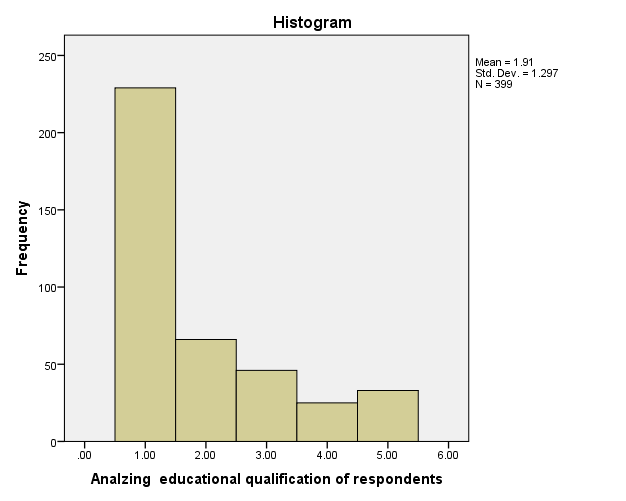 Histogram
250
200
150
100
50
0
Frequency
Mean = 1.91
Std. Dev. = 1.297
N = 399
.00 1.00 2.00 3.00 4.00 5.00 6.00
Analzing educational qualification of respondents